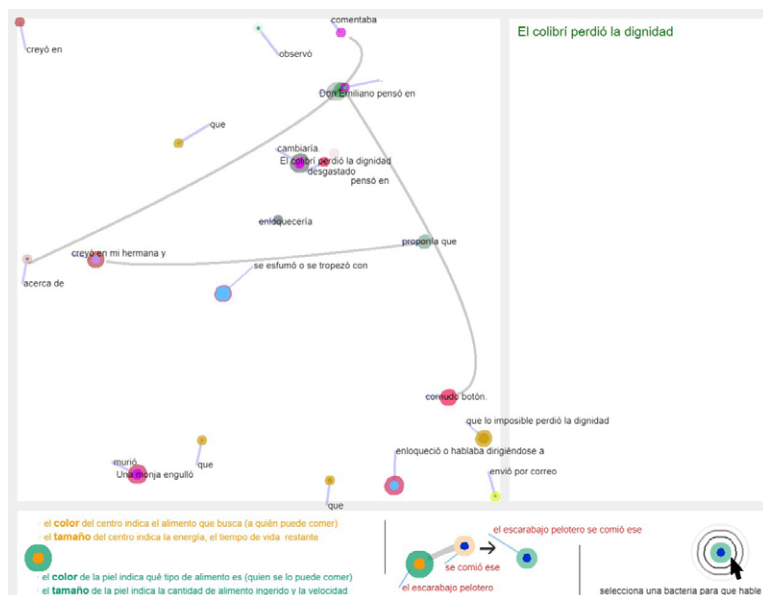 comentaba
El colibrí perdió la dignidad
creyó en
observó
Don Emiliano pensó en
que
cambiaría.
El colibrí perdió la dignidad
desgastado
pensó en
enloquecería
proponía que
creyó en mi hermana y
se esfumó o se tropezó con
acerca de
cornudo botón.
que lo imposible perdió la dignidad
enloqueció o hablaba dirigiéndose a
murió
que
Una monja engulló
envió por correo
que
el color del centro indica el alimento que busca (a quién puede comer)
el tamaño del centro indica la energía, el tiempo de vida restante
el escarabajo pelotero se comió ese
se comió ese
el color de la piel indica qué tipo de alimento es (quien se lo puede comer)
el escarabajo pelotero
el tamaño de la piel indica la cantidad de alimento ingerido y la velocidad
selecciona una bacteria para que hable